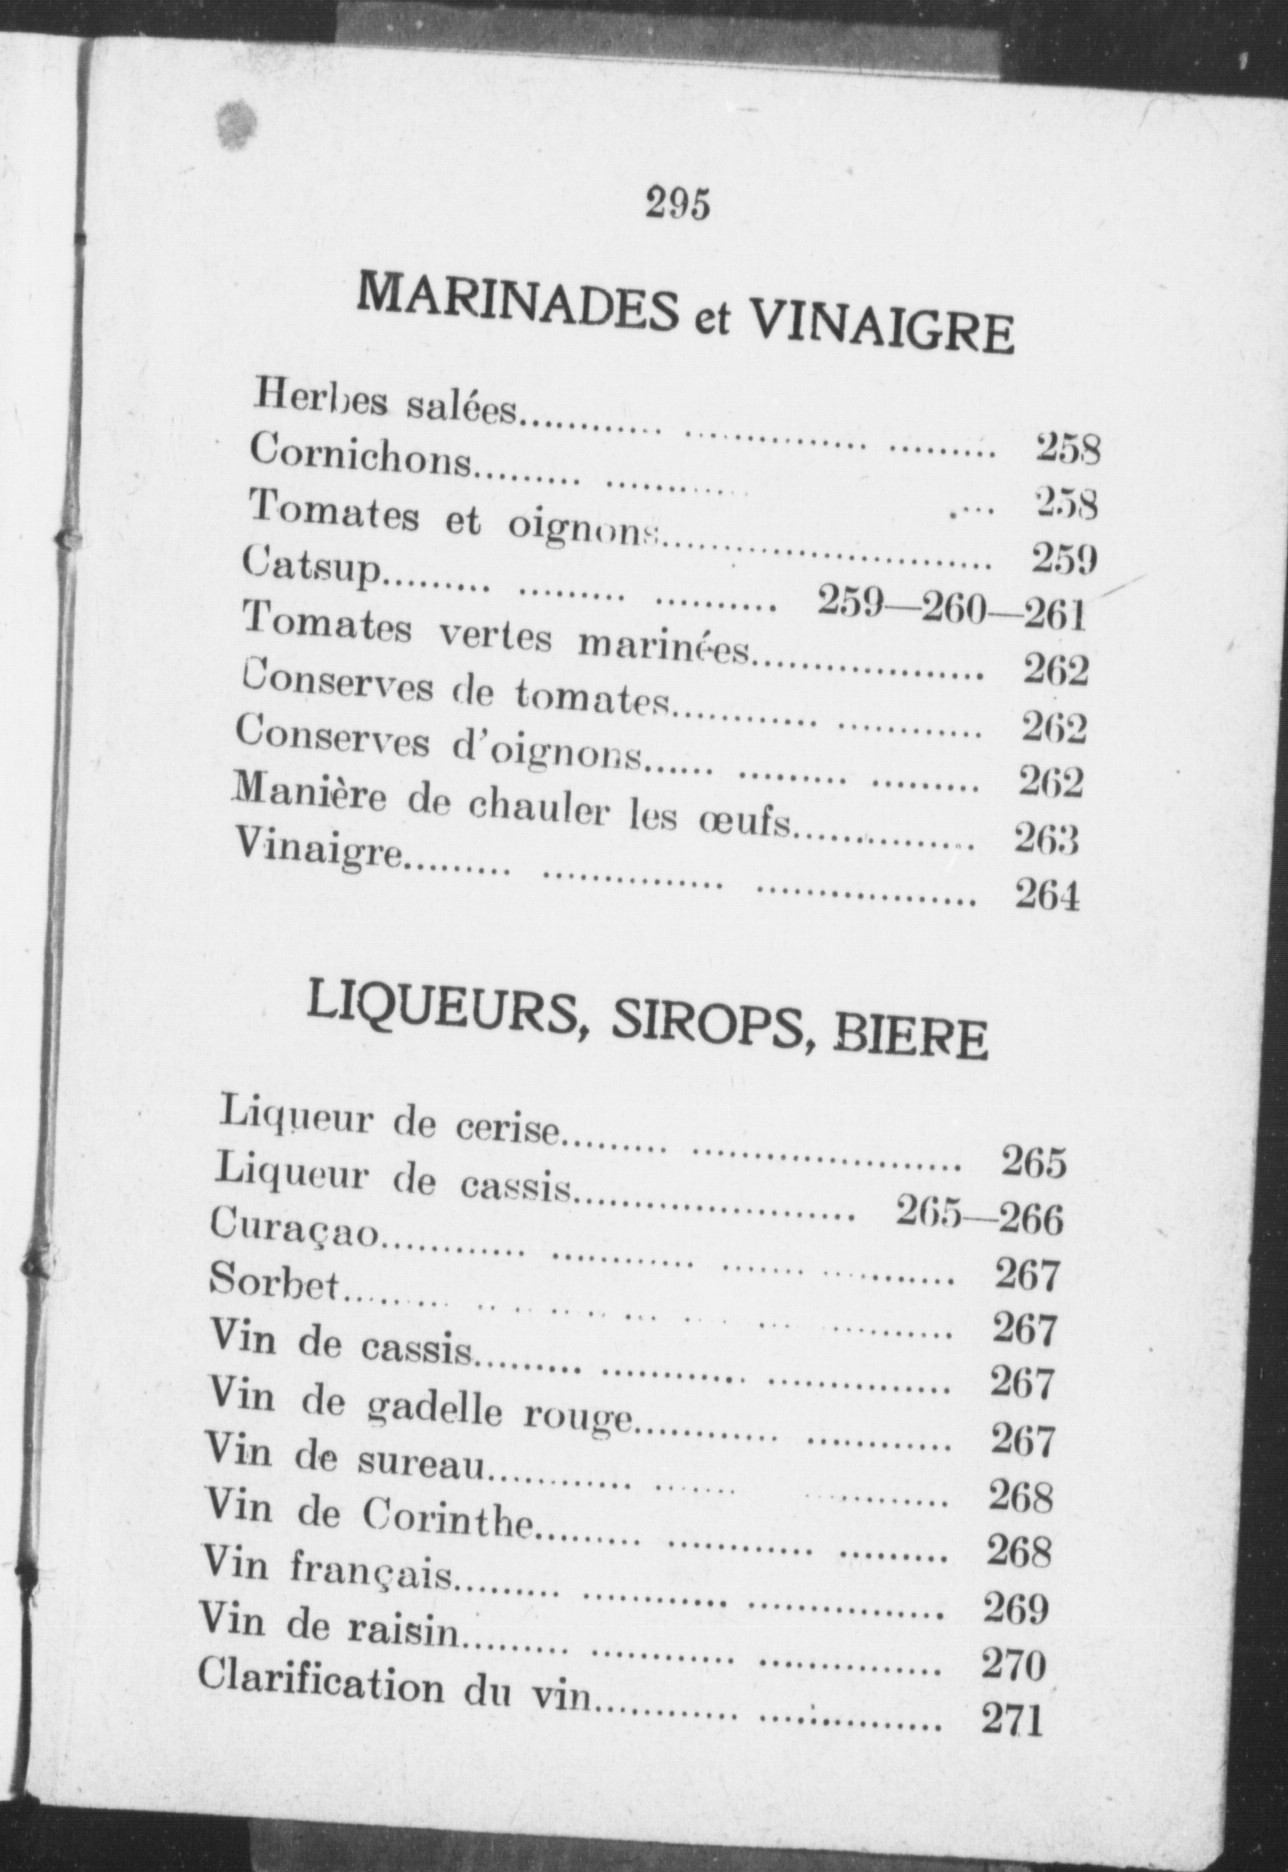 295
MARINADES et VINAIGRE
Herbes salées............ ............... ......... 258
Cornichons......... ............ .... 258
Tomates et oignons............................ 259
Catsup......... ......... .......... 259—260—261
Tomates vertes marinées................... 262
Conserves de tomates............ ............ 262
Conserves d'oignons...... ......... ......... 262
Manière de chauler les œufs............... 263
Vinaigre......... ............... .................. 264
LIQUEURS, SIROPS, BIERE
Liqueur de cerise......... ...................... 265
Liqueur de cassis........................ 265—266
Curaçao............ ............ ....... ........... 267
Sorbet......... .. .. .. .. ... ... ... .......... 267
Vin de cassis......... ............ ............... 267
Vin de gadelle rouge............ ............ 267
Vin de sureau............ ....... ............ 268
Vin de Corinthe......... ............ ......... 268
Vin français......... ............ ................ 269
Vin de raisin......... ............ ............... 270
Clarification du vin............ ............... 271